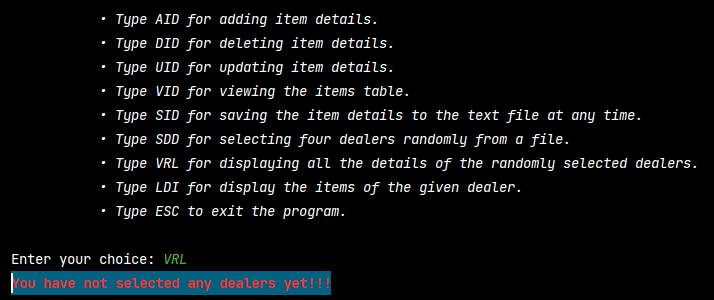 • Type AID for adding item details.
• Type DID for deleting item details.
• Type UID for updating item details.
• Type VID for viewing the items table.
• Type SID for saving the item details to the text file at any time.
• Type SDD for selecting four dealers randomly from a file.
• Type VRL for displaying all the details of the randomly selected dealers.
• Type LDI for display the items of the given dealer.
• Type ESC to exit the program.
Enter your choice: VRL
You have not selected any dealers yet!!!